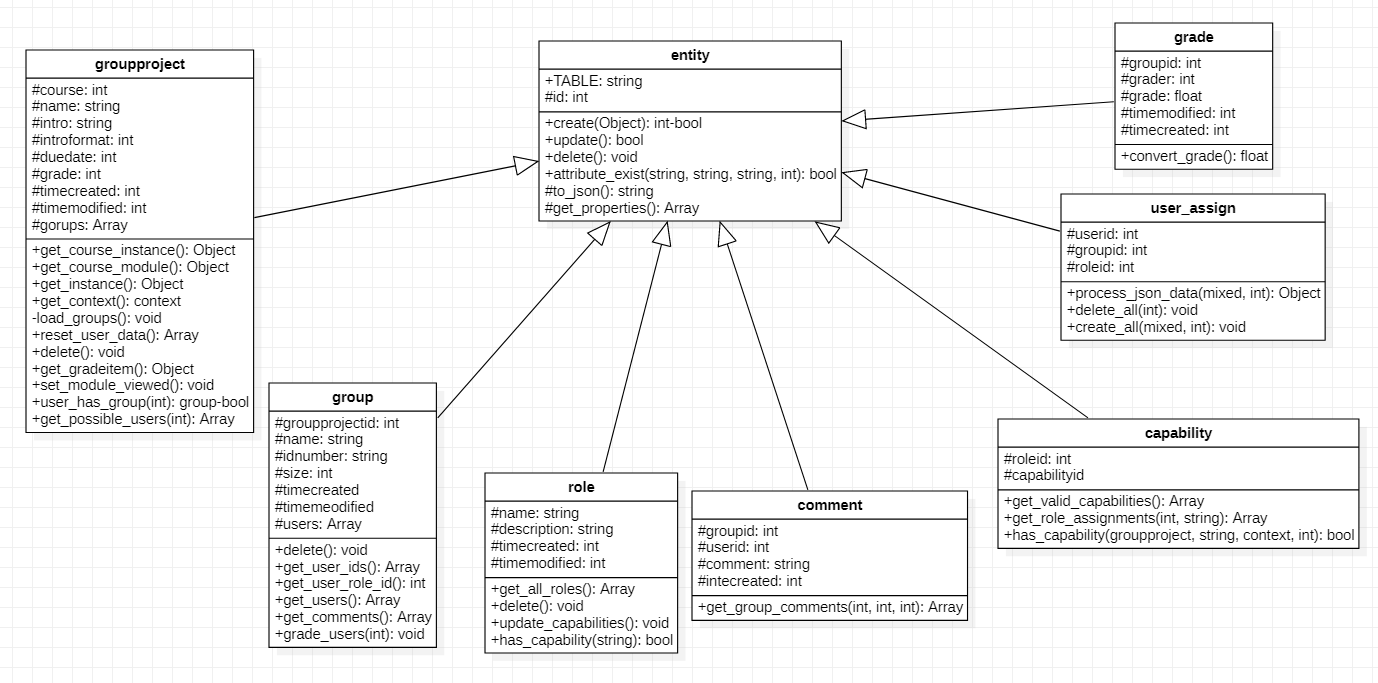 groupproject
#course: int
#name: string
#intro: string
#introformat: int
#duedate: int
#grade: int
#timecreated: int
#timemodified: int
#gorups: Array
+get_course_instance(): Object
+get_course_module(): Object
+get_instance(): Object
+get_context(): context
-load_groups(): void
+reset_user_data(): Array
+delete(): void
+get_gradeitem(): Object
+set_module_viewed(): void
+user_has_group(int): group-bool
+get_possible_users(int): Array
entity
+TABLE: string
#id: int
+create(Object): int-bool
+update(): bool
+delete(): void
+attribute_exist(string, string, string, int): bool
#to_json(): string
#get_properties(): Array
grade
#groupid: int
#grader: int
#grade: float
#timemodified: int
#timecreated: int
+convert_grade(): float
user_assign
#userid: int
#groupid: int
#roleid: int
+process_json_data(mixed, int): Object
+delete_all(int): void
+create_all(mixed, int): void
group
#groupprojectid: int
#name: string
#idnumber: string
#size: int
#timecreated
#timemeodified
#users: Array
+delete(): void
+get_user_ids(): Array
+get_user_role_id(): int
+get_users(): Array
+get_comments(): Array
+grade_users(int): void
role
#name: string
#description: string
#timecreated: int
#timemodified: int
+get_all_roles(): Array
+delete(): void
+update_capabilities(): void
+has_capability(string): bool
comment
#groupid: int
#userid: int
#comment: string
#intecreated: int
+get_group_comments(int, int, int): Array
capability
#roleid: int
#capabilityid
+get_valid_capabilities(): Array
+get_role_assignments(int, string): Array
+has_capability(groupproject, string, context, int): bool